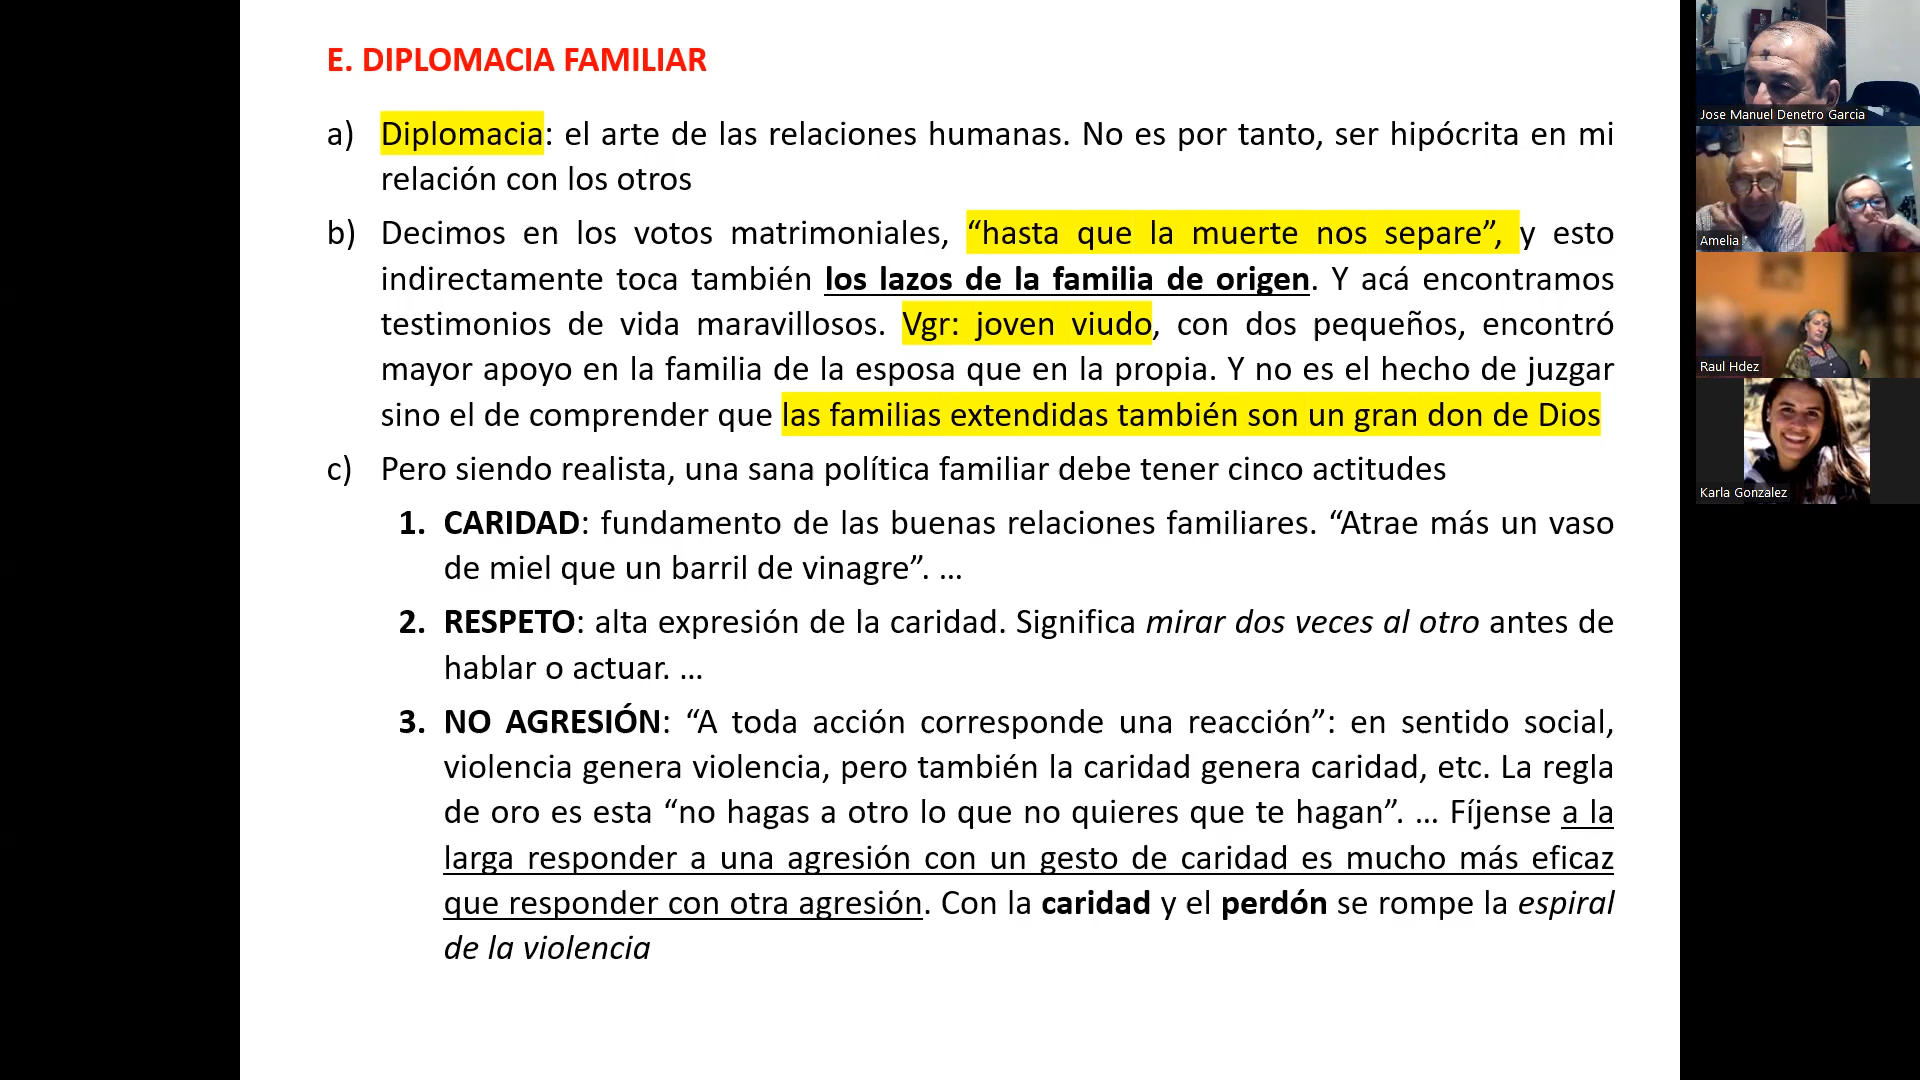 E. DIPLOMACIA FAMILIAR
a) Diplomacia: el arte de las relaciones humanas. No es por tanto, ser hipócrita en mi
relación con los otros
b) Decimos en los votos matrimoniales, “hasta que la muerte nos separe”, y esto
indirectamente toca también los lazos de la familia de origen. Y acá encontramos
testimonios de vida maravillosos. Vgr: joven viudo, con dos pequeños, encontró
mayor apoyo en la familia de la esposa que en la propia. Y no es el hecho de juzgar
sino el de comprender que las familias extendidas también son un gran don de Dios
c) Pero siendo realista, una sana política familiar debe tener cinco actitudes
1. CARIDAD: fundamento de las buenas relaciones familiares. “Atrae más un vaso
de miel que un barril de vinagre”. ...
2. RESPETO: alta expresión de la caridad. Significa mirar dos veces al otro antes de
hablar o actuar. ...
3. NO AGRESIÓN: “A toda acción corresponde una reacción”: en sentido social,
violencia genera violencia, pero también la caridad genera caridad, etc. La regla
de oro es esta “no hagas a otro lo que no quieres que te hagan”. ... Fíjense a la
larga responder a una agresión con un gesto de caridad es mucho más eficaz
que responder con otra agresión. Con la caridad y el perdón se rompe la espiral
de la violencia
Jose Manuel Denetro Garcia
Amelia
Raul Hdez
Karla Gonzalez